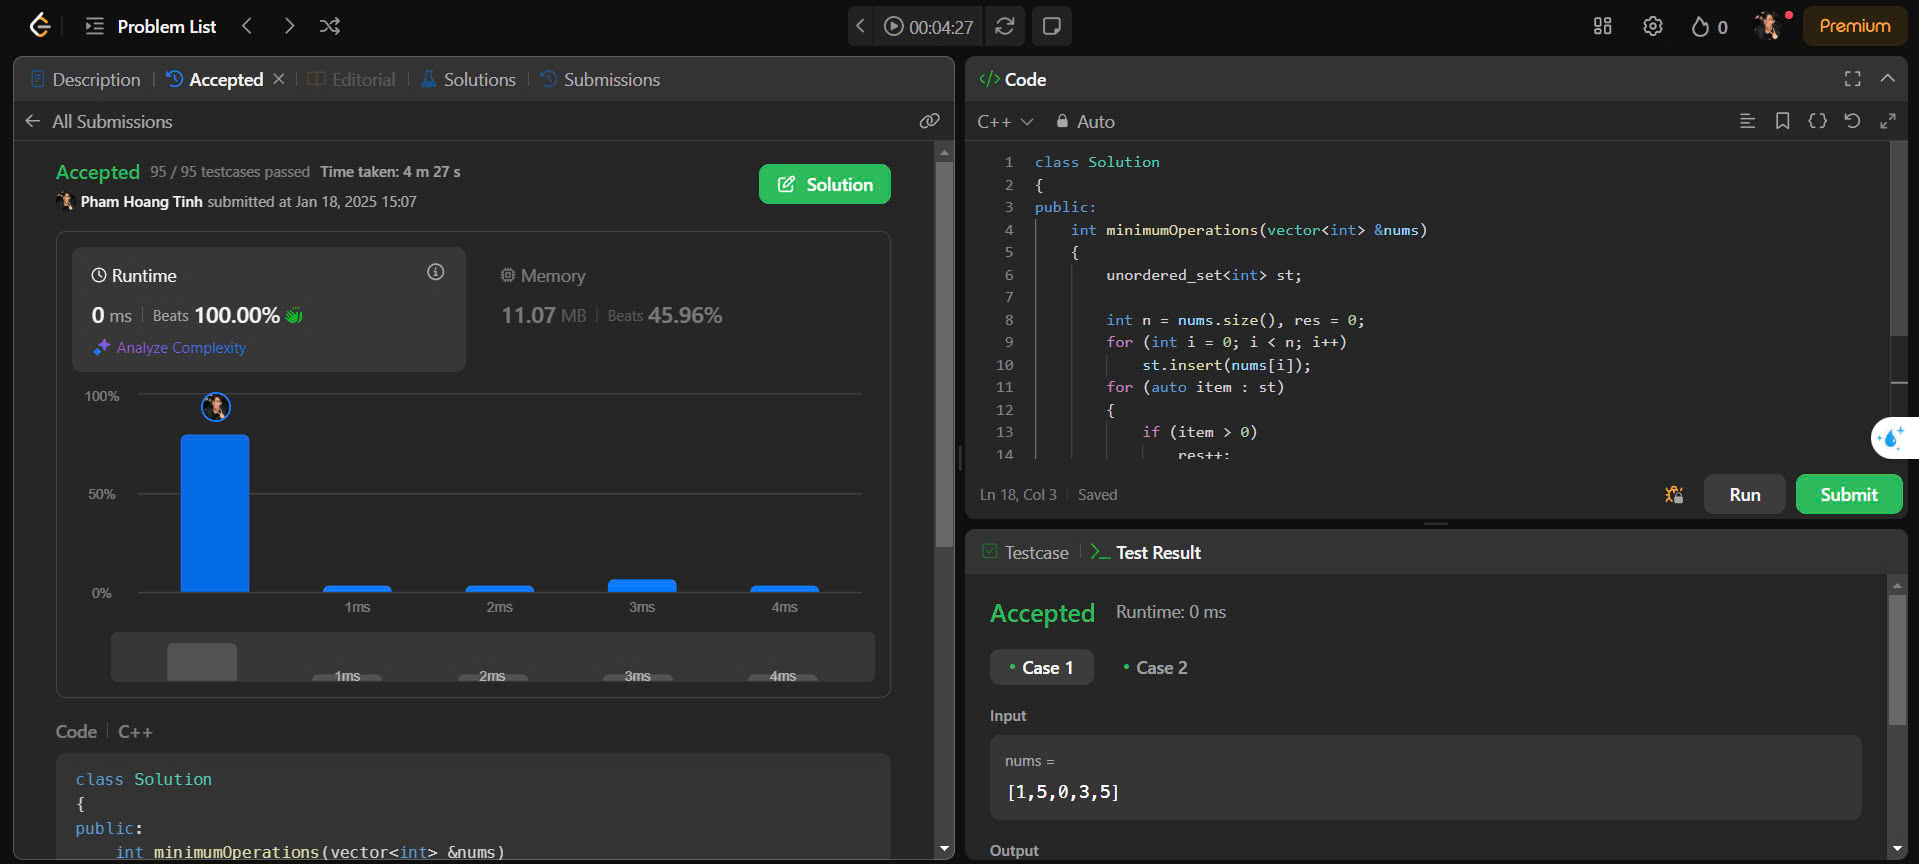 Problem List
00:04:27
0
Premium
Description
Accepted
Editorial
Solutions
Submissions
All Submissions
Accepted 95 / 95 testcases passed Time taken: 4 m 27 s
Pham Hoang Tinh submitted at Jan 18, 2025 15:07
Solution
Runtime
0 ms Beats 100.00%
Analyze Complexity
Memory
11.07 MB Beats 45.96%
100%
50%
0%
1ms 2ms 3ms 4ms
1ms 2ms 3ms 4ms
Code C++
class Solution
{
public:
int minimumOperations(vector<int> &nums)
</> Code
C++ Auto
1 class Solution
2 {
3 public:
4 int minimumOperations(vector<int> &nums)
5 {
6 unordered_set<int> st;
7
8 int n = nums.size(), res = 0;
9 for (int i = 0; i < n; i++)
10 st.insert(nums[i]);
11 for (auto item : st)
12 {
13 if (item > 0)
14 res++;
Ln 18, Col 3 Saved
Run
Submit
Testcase
Test Result
Accepted Runtime: 0 ms
Case 1
Case 2
Input
nums =
[1,5,0,3,5]
Output